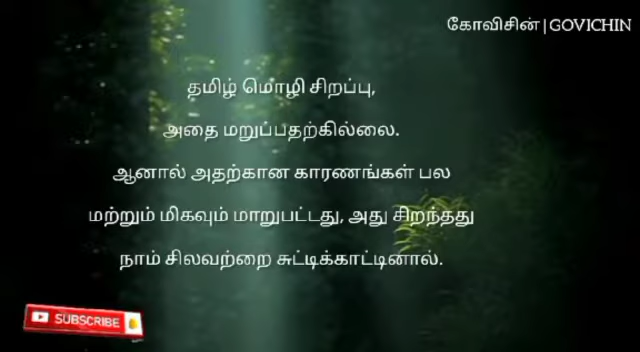 கோவிசின் | GOVICHIN
தமிழ் மொழி சிறப்பு,
அதை மறுப்பதற்கில்லை.
ஆனால் அதற்கான காரணங்கள் பல
மற்றும் மிகவும் மாறுபட்டது, அது சிறந்தது
நாம் சிலவற்றை சுட்டிக்காட்டினால்.
SUBSCRIBE